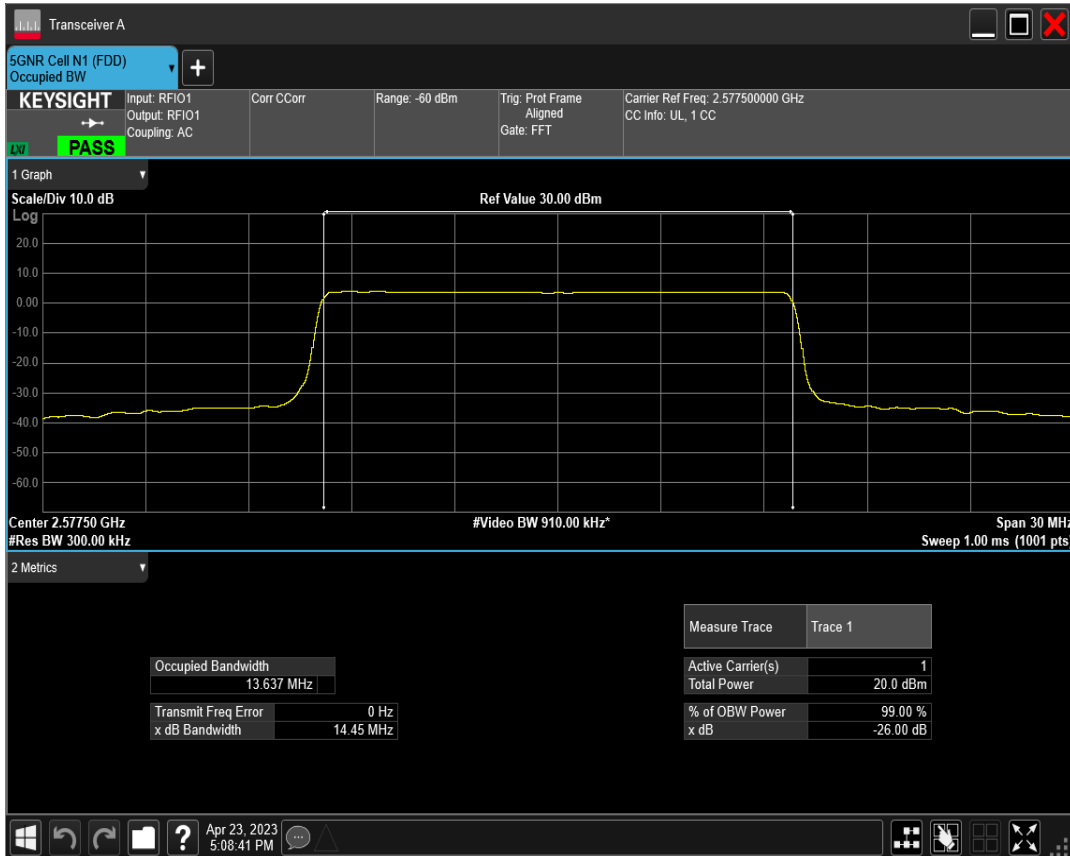 Transceiver A
5GNR Cell N1 (FDD)
Occupied BW
+
KEYSIGHT
LXI
PASS
Input: RFIO1
Output: RFIO1
Coupling: AC
Corr CCorr
Range: -60 dBm
Trig: Prot Frame
Aligned
Gate: FFT
Carrier Ref Freq: 2.577500000 GHz
CC Info: UL, 1 CC
1 Graph
Scale/Div 10.0 dB
Ref Value 30.00 dBm
Log
20.0
10.0
0.00
-10.0
-20.0
-30.0
-40.0
-50.0
-60.0
Center 2.57750 GHz
#Video BW 910.00 kHz*
Span 30 MHz
#Res BW 300.00 kHz
Sweep 1.00 ms (1001 pts)
2 Metrics
Measure Trace Trace 1
Occupied Bandwidth
13.637 MHz
Active Carrier(s) 1
Total Power 20.0 dBm
Transmit Freq Error 0 Hz
x dB Bandwidth 14.45 MHz
% of OBW Power 99.00 %
x dB -26.00 dB
?
Apr 23, 2023
5:08:41 PM